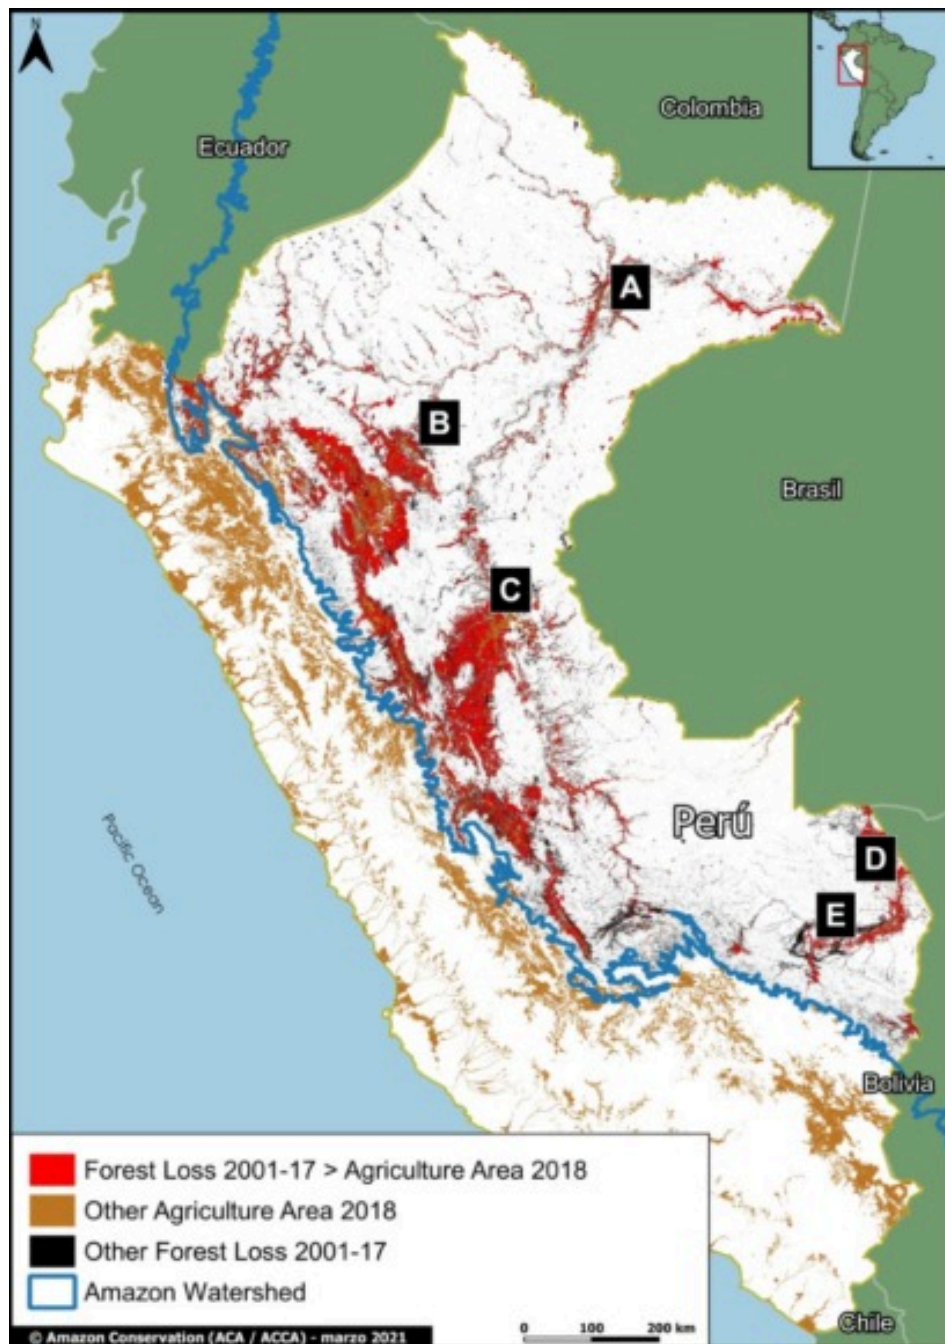 N
Colombia
Ecuador
A
B
Brasil
C
Perú
Pacific Ocean
D
E
Bolivia
Forest Loss 2001-17 > Agriculture Area 2018
Other Agriculture Area 2018
Other Forest Loss 2001-17
Amazon Watershed
Chile
© Amazon Conservation (ACA / ACCA) - marzo 2021
0 100 200 km